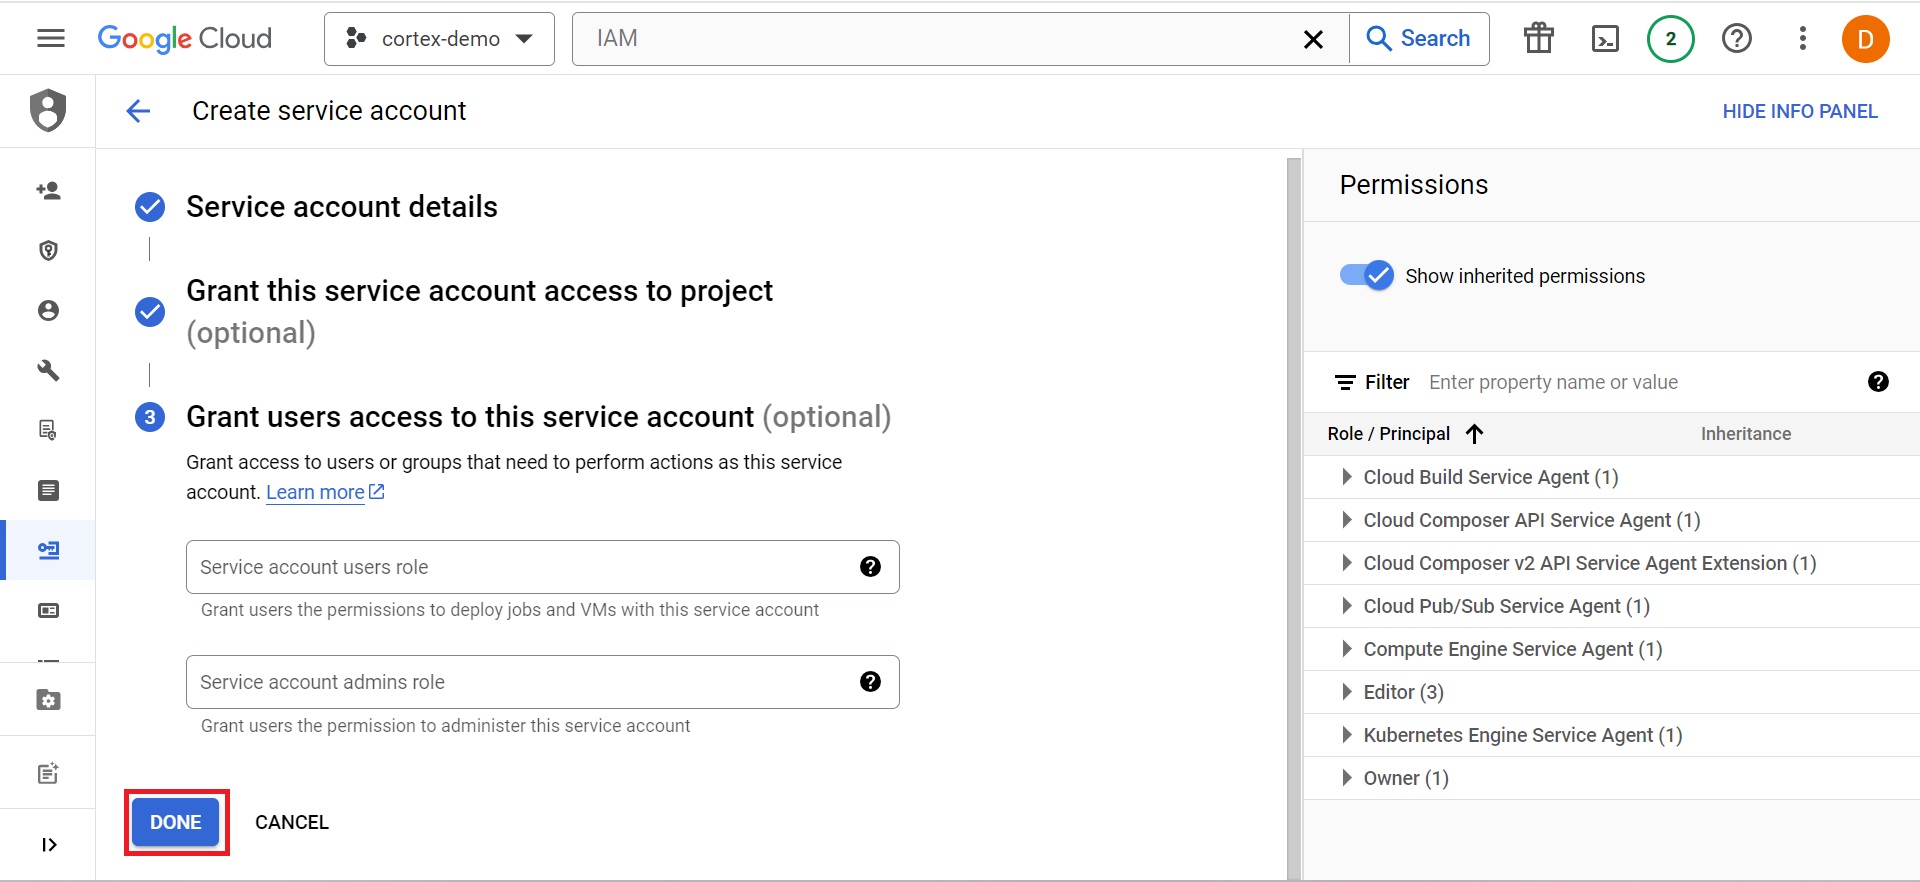 Google Cloud
cortex-demo
IAM
Search
2
D
Create service account
HIDE INFO PANEL
Service account details
Grant this service account access to project
(optional)
3
Grant users access to this service account (optional)
Grant access to users or groups that need to perform actions as this service
account. Learn more
Service account users role
Grant users the permissions to deploy jobs and VMs with this service account
Service account admins role
Grant users the permission to administer this service account
DONE
CANCEL
Permissions
Show inherited permissions
Filter Enter property name or value
Role / Principal
Inheritance
Cloud Build Service Agent (1)
Cloud Composer API Service Agent (1)
Cloud Composer v2 API Service Agent Extension (1)
Cloud Pub/Sub Service Agent (1)
Compute Engine Service Agent (1)
Editor (3)
Kubernetes Engine Service Agent (1)
Owner (1)